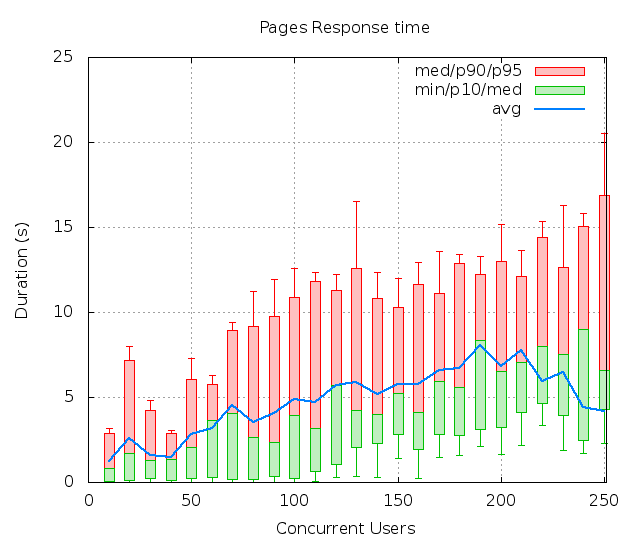 Pages Response time
25
20
15
10
5
0
Duration (s)
med/p90/p95
min/p10/med
avg
0 50 100 150 200 250
Concurrent Users